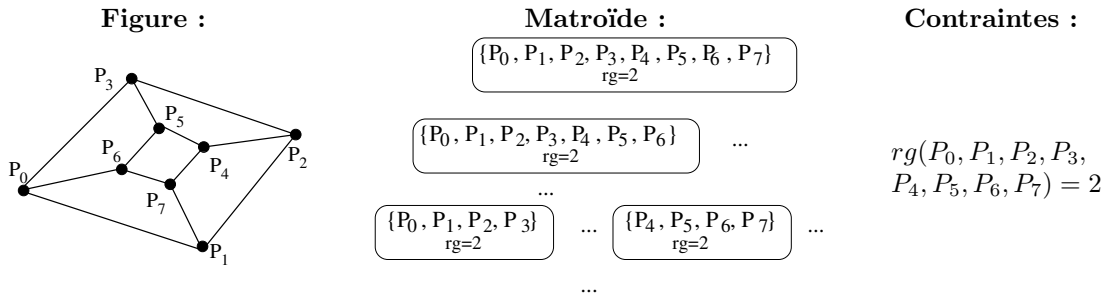 Figure :
Matroïde :
Contraintes :
P3
P5
P6
P4
P2
P0
P7
P1
{P0 , P1, P2, P3, P4 , P5, P6 , P7}
rg=2
{P0 , P1, P2, P3, P4 , P5, P6}
rg=2
...
...
{P0 , P1, P2, P 3}
rg=2
...
{P4 , P5, P6, P7}
rg=2
...
...
rg(P0, P1, P2, P3,
P4, P5, P6, P7) = 2